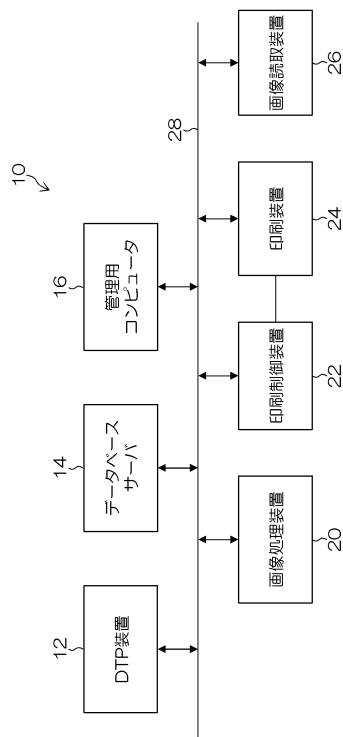 10
12
DTP装置
14
データベース
サーバ
16
管理用
コンピュータ
28
画像処理装置
20
印刷制御装置
22
印刷装置
24
画像読取装置
26